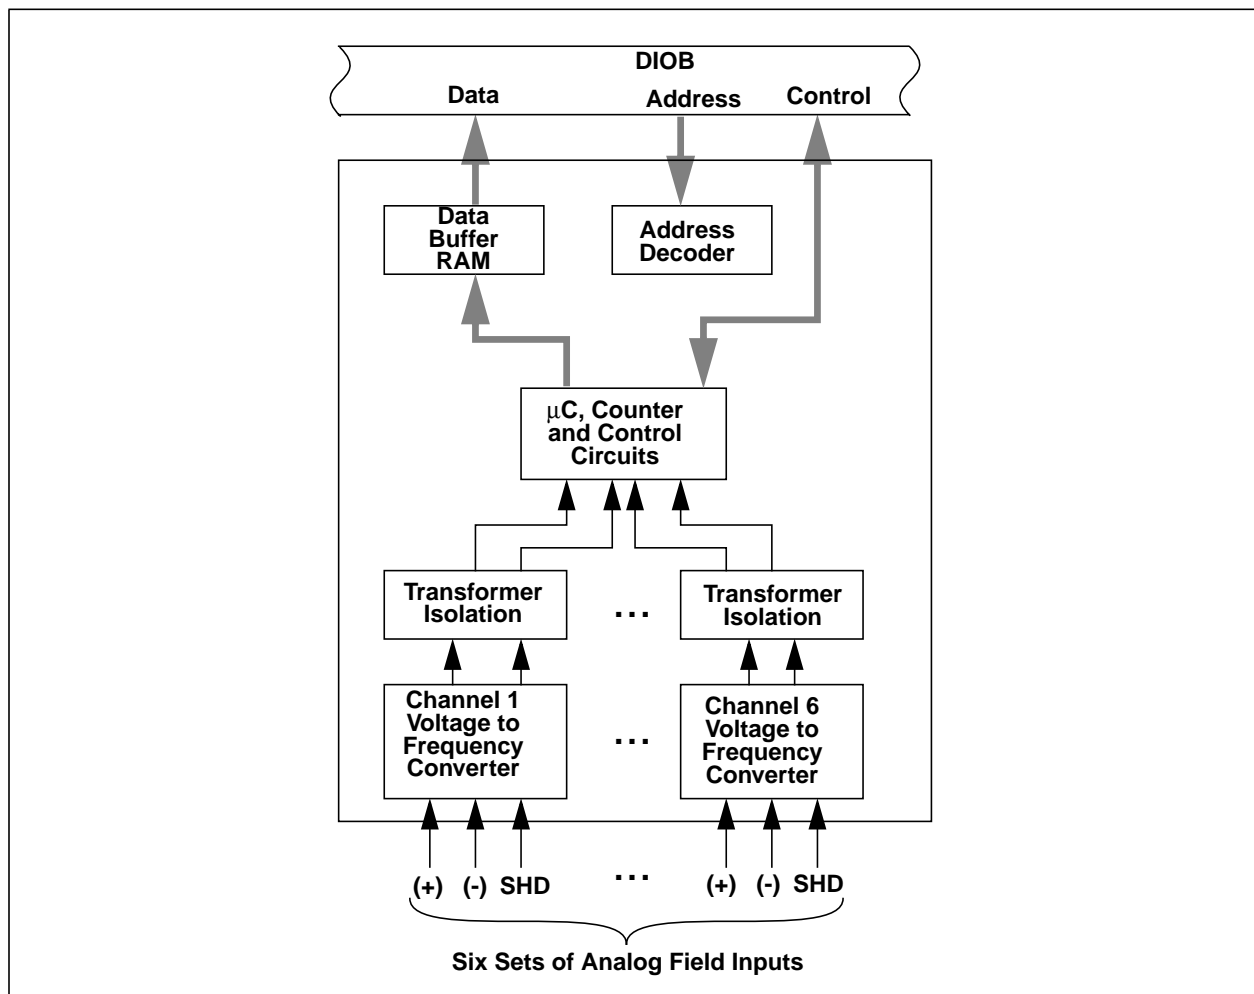 DIOB
Data Address Control
Data
Buffer
RAM
Address
Decoder
μC, Counter
and Control
Circuits
Transformer
Isolation
...
Transformer
Isolation
Channel 1
Voltage to
Frequency
Converter
...
Channel 6
Voltage to
Frequency
Converter
(+) (-) SHD ... (+) (-) SHD
Six Sets of Analog Field Inputs